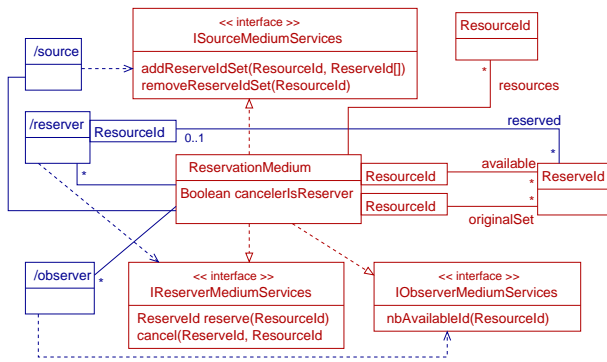 << interface >>
ISourceMediumServices
addReserveIdSet(ResourceId, ReservedId[])
removeReserveIdSet(ResourceId)
/source
ResourceId
*
resources
/reserver
ResourceId
0..1
reserved
*
*
ReservationMedium
Boolean cancelerIsReserver
ResourceId
available
*
ReserveId
ResourceId
*
originalSet
/observer
*
<< interface >>
IReserverMediumServices
ReserveId reserve(ResourceId)
cancel(ReserveId, ResourceId
<< interface >>
IObserverMediumServices
nbAvailableId(ResourceId)